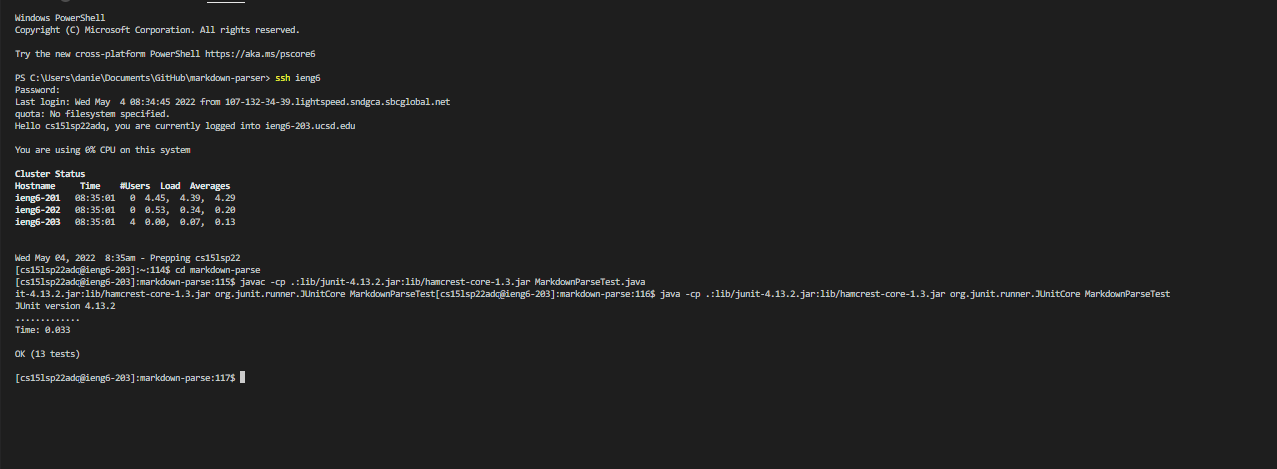 Windows PowerShell
Copyright (C) Microsoft Corporation. All rights reserved.
Try the new cross-platform PowerShell https://aka.ms/pscore6
PS C:\Users\danie\Documents\GitHub\markdown-parser> ssh ieng6
Password:
Last login: Wed May  4 08:34:45 2022 from 107-132-34-39.lightspeed.sndgca.sbcglobal.net
quota: No filesystem specified.
Hello cs15lsp22adq, you are currently logged into ieng6-203.ucsd.edu
You are using 0% CPU on this system
Cluster Status
Hostname     Time    #Users  Load  Averages
ieng6-201   08:35:01   0  4.45,  4.39,  4.29
ieng6-202   08:35:01   0  0.53,  0.34,  0.20
ieng6-203   08:35:01   4  0.00,  0.07,  0.13
Wed May 04, 2022  8:35am - Prepping cs15lsp22
[cs15lsp22adq@ieng6-203]:~:114$ cd markdown-parse
[cs15lsp22adq@ieng6-203]:markdown-parse:115$ javac -cp .:lib/junit-4.13.2.jar:lib/hamcrest-core-1.3.jar MarkdownParseTest.java
it-4.13.2.jar:lib/hamcrest-core-1.3.jar org.junit.runner.JUnitCore MarkdownParseTest[cs15lsp22adq@ieng6-203]:markdown-parse:116$ java -cp .:lib/junit-4.13.2.jar:lib/hamcrest-core-1.3.jar org.junit.runner.JUnitCore MarkdownParseTest
JUnit version 4.13.2
.............
Time: 0.033
OK (13 tests)
[cs15lsp22adq@ieng6-203]:markdown-parse:117$